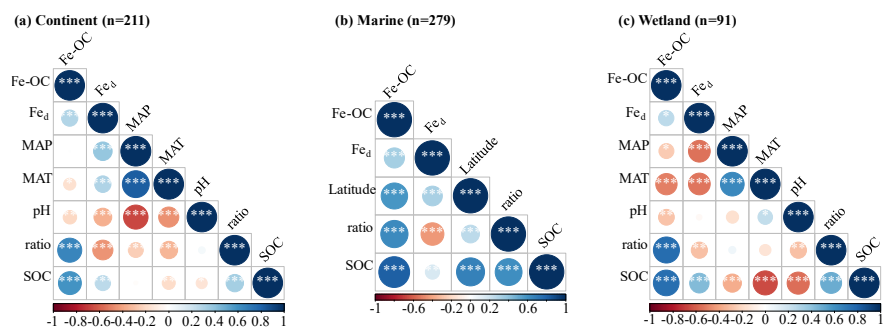 (a) Continent (n=211)
Fe-OC
Fe-OC
Fed
Fed
MAP
MAP
MAT
MAT
pH
pH
ratio
ratio
SOC
SOC
-1 -0.8-0.6-0.4-0.2 0 0.2 0.4 0.6 0.8 1
(b) Marine (n=279)
Fe-OC
Fe-OC
Fed
Fed
Latitude
Latitude
ratio
ratio
SOC
SOC
-1 -0.6 -0.2 0 0.2 0.6 1
(c) Wetland (n=91)
Fe-OC
Fe-OC
Fed
Fed
MAP
MAP
MAT
MAT
pH
pH
ratio
ratio
SOC
SOC
-1 -0.8-0.6-0.4-0.2 0 0.2 0.4 0.6 0.8 1